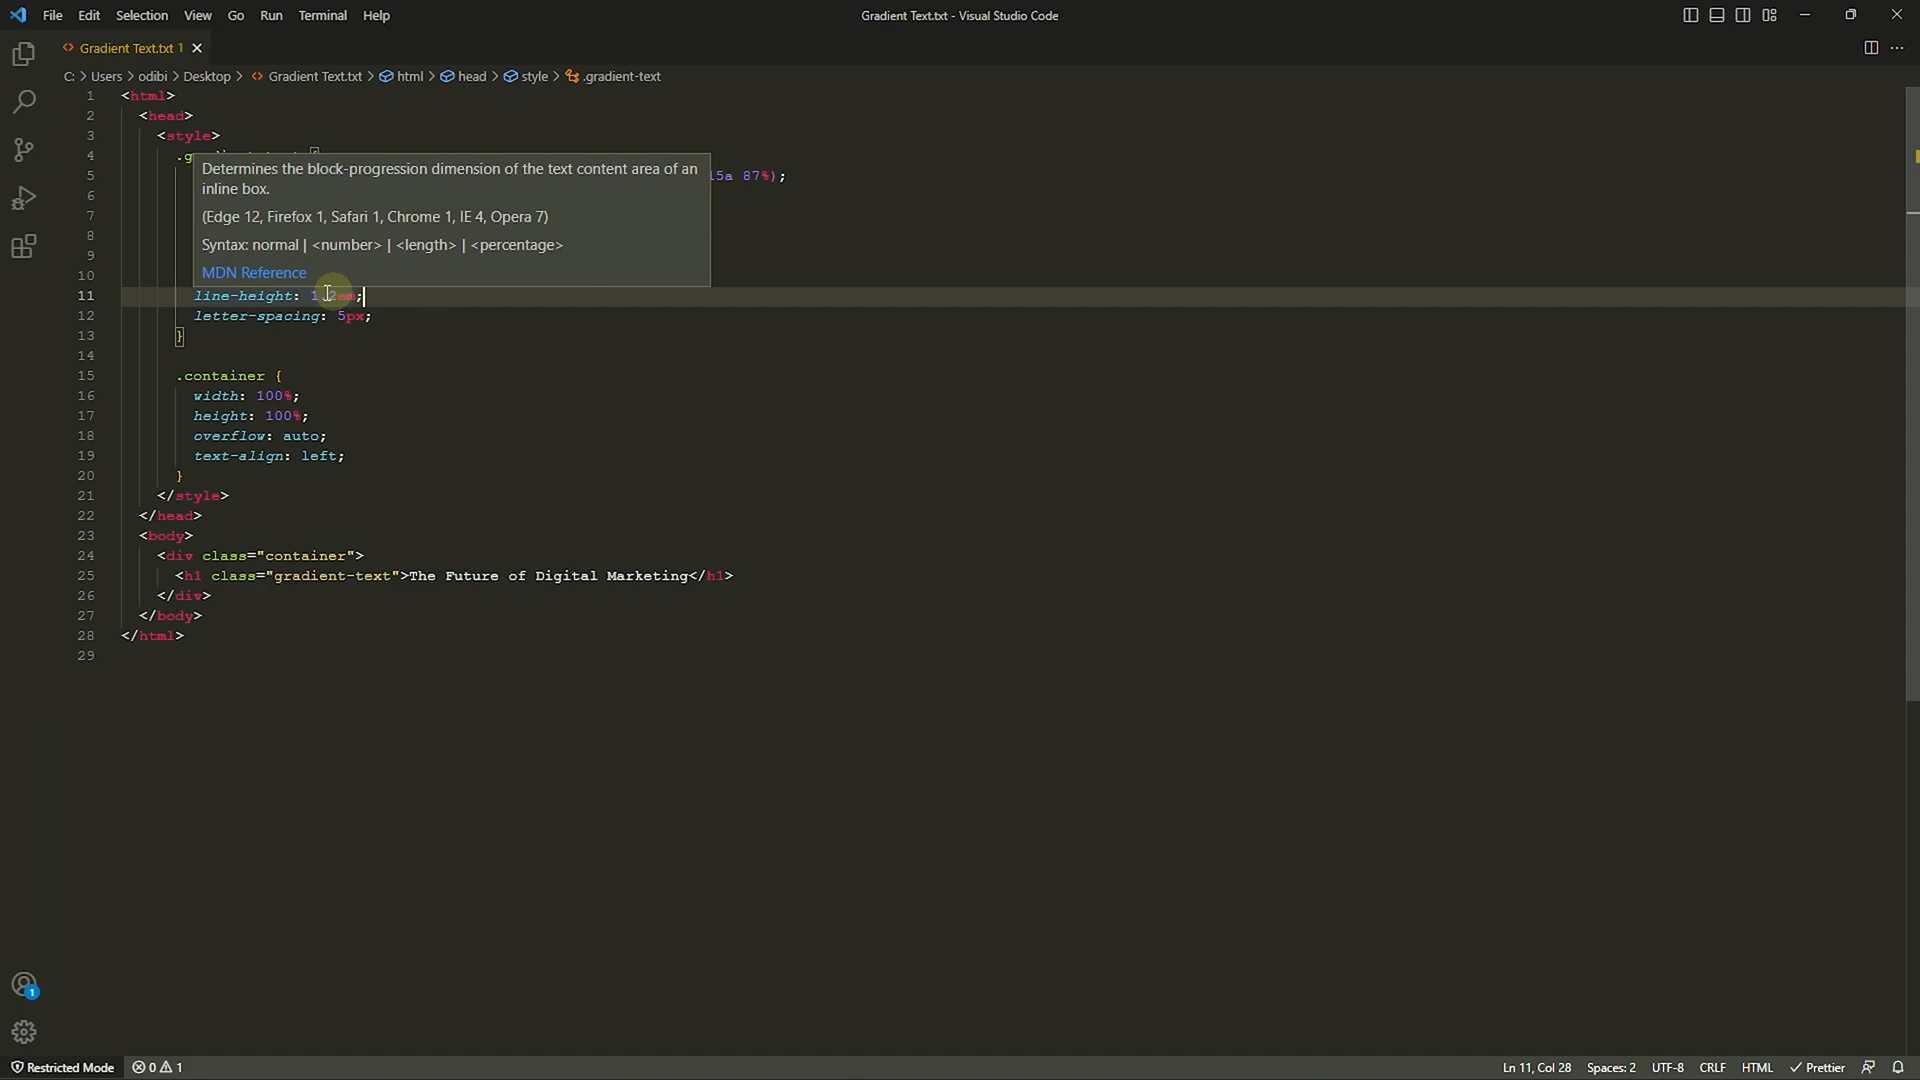 File Edit Selection View Go Run Terminal Help
Gradient Text.txt - Visual Studio Code
Gradient Text.txt 1
C: > Users > odibi > Desktop > Gradient Text.txt > html > head > style > .gradient-text
1 <html>
2 <head>
3 <style>
4 .g
Determines the block-progression dimension of the text content area of an
inline box.
5 15a 87%);
6
(Edge 12, Firefox 1, Safari 1, Chrome 1, IE 4, Opera 7)
7
8
Syntax: normal | <number> | <length> | <percentage>
9
MDN Reference
10
11 line-height: 1.2em;
12 letter-spacing: 5px;
13 }
14
15 .container {
16 width: 100%;
17 height: 100%;
18 overflow: auto;
19 text-align: left;
20 }
21 </style>
22 </head>
23 <body>
24 <div class="container">
25 <h1 class="gradient-text">The Future of Digital Marketing</h1>
26 </div>
27 </body>
28 </html>
29
1
Restricted Mode 0 1 Ln 11, Col 28 Spaces: 2 UTF-8 CRLF HTML Prettier